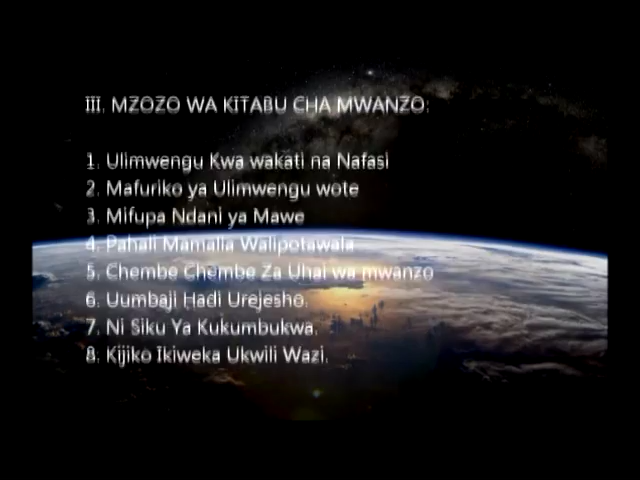 III. MZOZO WA KITABU CHA MWANZO:
1. Ulimwengu Kwa wakati na Nafasi
2. Mafuriko ya Ulimwengu wote
3. Mifupa Ndani ya Mawe
4. Pahali Mamalia Walipotawala
5. Chembe Chembe Za Uhai wa mwanzo
6. Uumbaji Hadi Urejesho.
7. Ni Siku Ya Kukumbukwa.
8. Kijiko Ikiweka Ukwili Wazi.